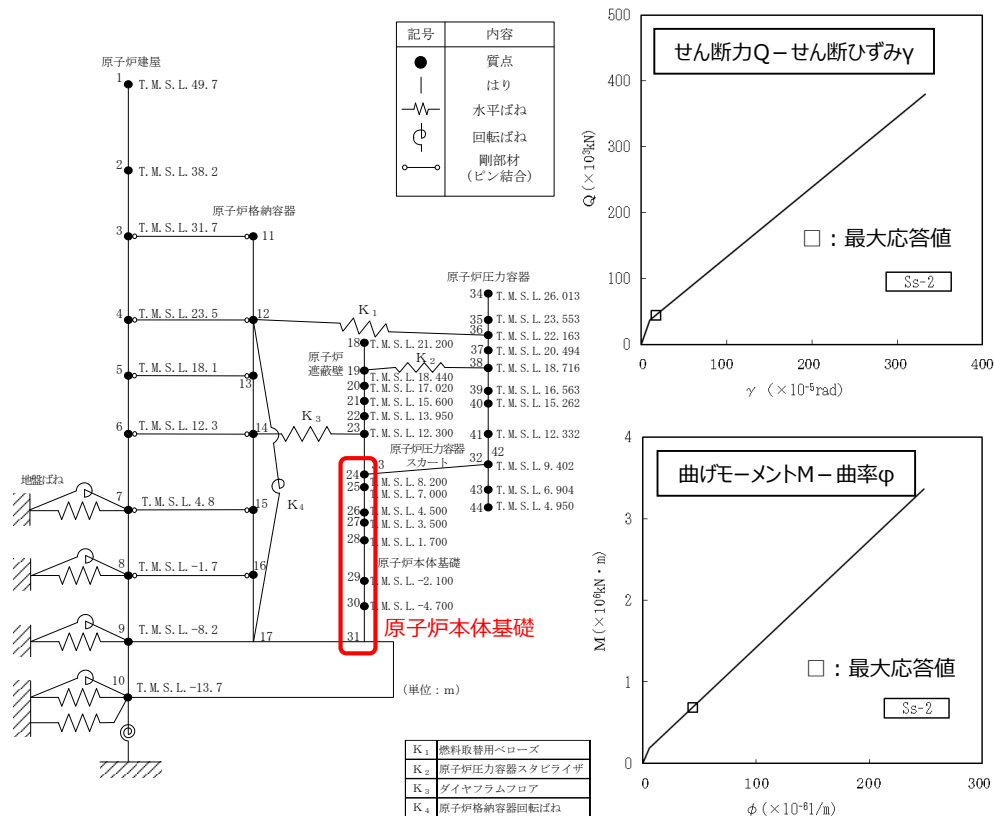 記号 内容
● 質点
はり
水平ばね
回転ばね
剛部材
(ピン結合)
原子炉建屋
1 T.M.S.L.49.7
2 T.M.S.L.38.2
3 T.M.S.L.31.7
4 T.M.S.L.23.5
5 T.M.S.L.18.1
6 T.M.S.L.12.3
地盤ばね
7 T.M.S.L.4.8
8 T.M.S.L.-1.7
9 T.M.S.L.-8.2
10 T.M.S.L.-13.7
(単位:m)
原子炉格納容器
11
12
13
14
15
16
17
K1
K2
K3
K4
原子炉
遮蔽壁
18 T.M.S.L.21.200
19 T.M.S.L.18.440
20 T.M.S.L.17.020
21 T.M.S.L.15.600
22 T.M.S.L.13.950
23 T.M.S.L.12.300
原子炉圧力容器
スカート
33
24 T.M.S.L.8.200
25 T.M.S.L.7.000
26 T.M.S.L.4.500
27 T.M.S.L.3.500
28 T.M.S.L.1.700
原子炉本体基礎
29 T.M.S.L.-2.100
30 T.M.S.L.-4.700
31
原子炉本体基礎
原子炉圧力容器
34 T.M.S.L.26.013
35 T.M.S.L.23.553
36 T.M.S.L.22.163
37 T.M.S.L.20.494
38 T.M.S.L.18.716
39 T.M.S.L.16.563
40 T.M.S.L.15.262
41 T.M.S.L.12.332
42
32 T.M.S.L.9.402
43 T.M.S.L.6.904
44 T.M.S.L.4.950
K1 燃料取替用ベローズ
K2 原子炉圧力容器スタビライザ
K3 ダイヤフラムフロア
K4 原子炉格納容器回転ばね
せん断力Q-せん断ひずみγ
500
400
300
200
100
0
Q(×10³kN)
□:最大応答値
Ss-2
0 100 200 300 400
γ (×10⁻⁵rad)
曲げモーメントM-曲率φ
4
3
2
1
0
M(×10⁶kN・m)
□:最大応答値
Ss-2
0 100 200 300
φ(×10⁻⁶1/m)